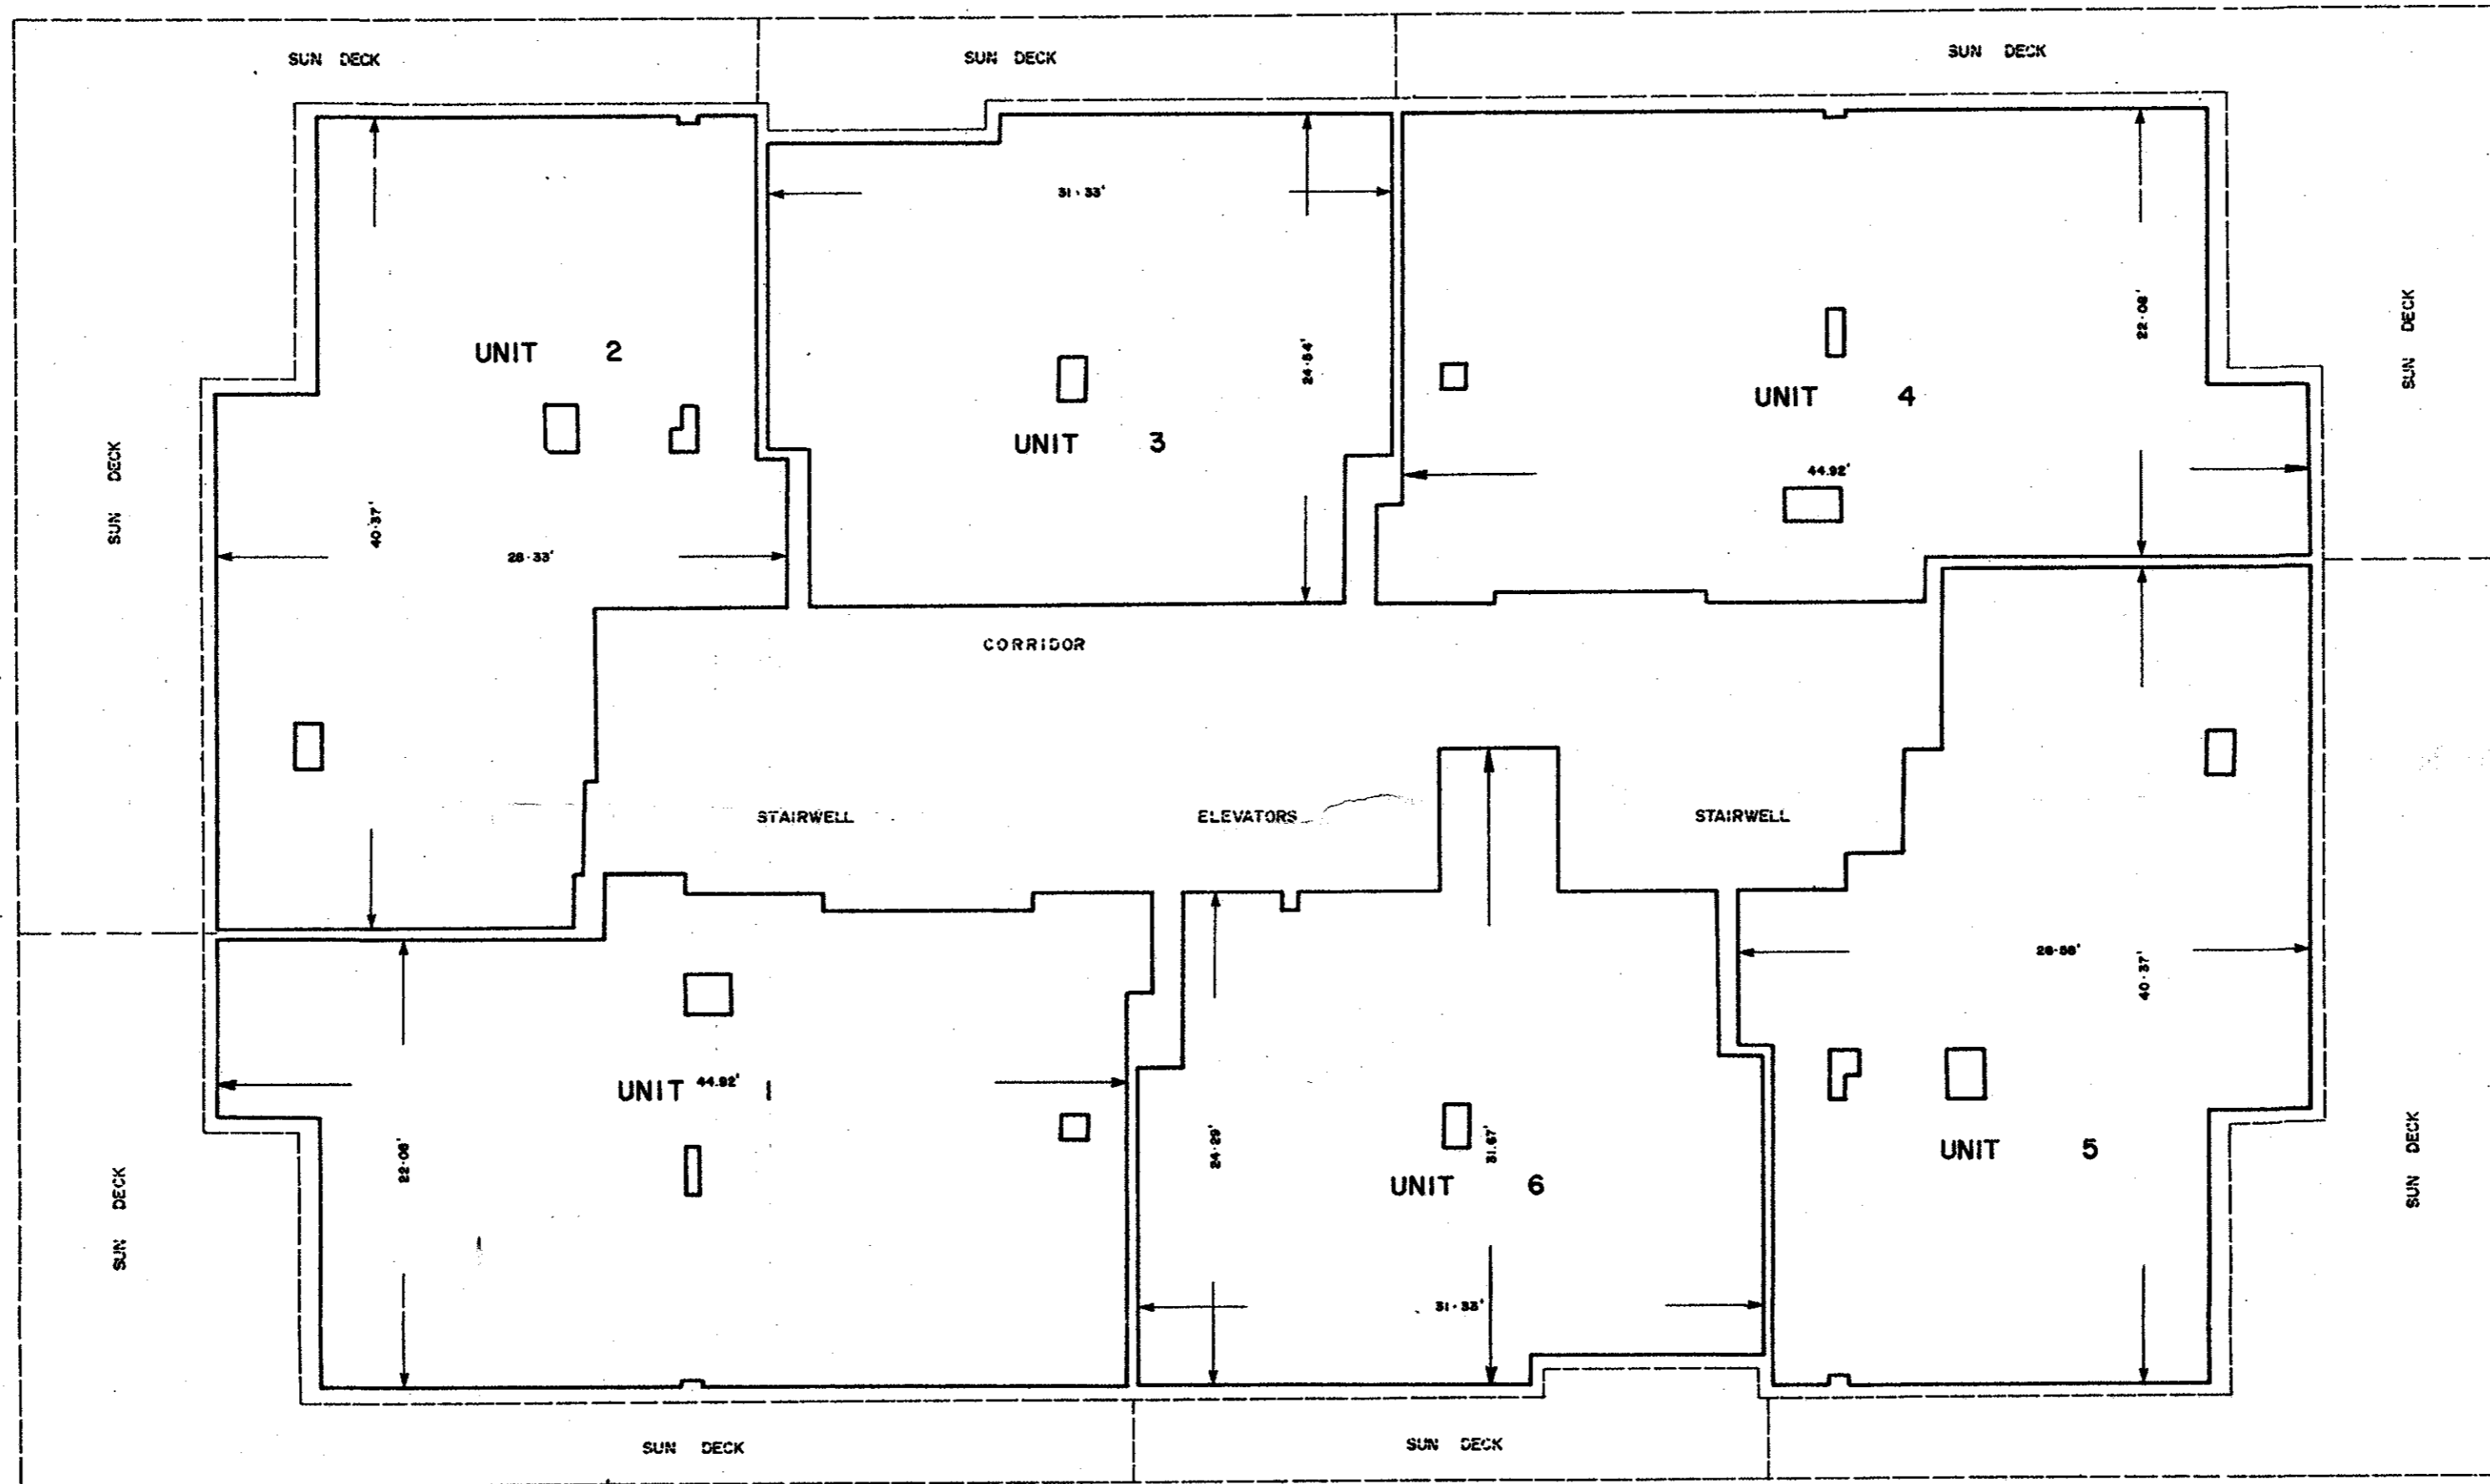 SUN DECK
SUN DECK
SUN DECK
31.33'
UNIT 2
24.54'
22.08'
SUN DECK
UNIT 3
UNIT 4
SUN DECK
40.37'
28.33'
44.92'
CORRIDOR
STAIRWELL
ELEVATORS
STAIRWELL
40.37'
UNIT 1
44.92'
22.08'
24.29'
31.67'
UNIT 6
UNIT 5
SUN DECK
SUN DECK
31.33'
SUN DECK
SUN DECK